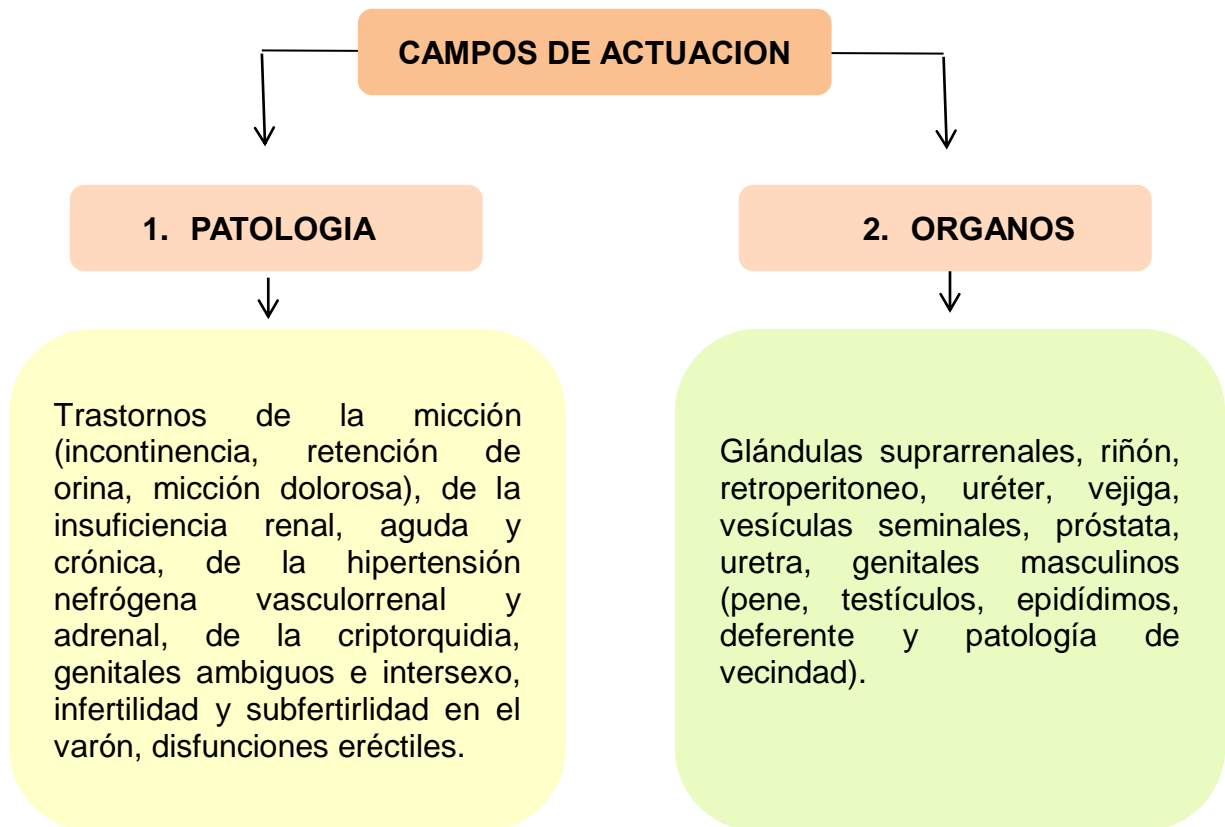 CAMPOS DE ACTUACION
1. PATOLOGIA
Trastornos de la micción
(incontinencia, retención de
orina, micción dolorosa), de la
insuficiencia renal, aguda y
crónica, de la hipertensión
nefrógena vasculorrenal y
adrenal, de la criptorquidia,
genitales ambiguos e intersexo,
infertilidad y subfertirlidad en el
varón, disfunciones eréctiles.
2. ORGANOS
Glándulas suprarrenales, riñón,
retroperitoneo, uréter, vejiga,
vesículas seminales, próstata,
uretra, genitales masculinos
(pene, testículos, epidídimos,
deferente y patología de
vecindad).